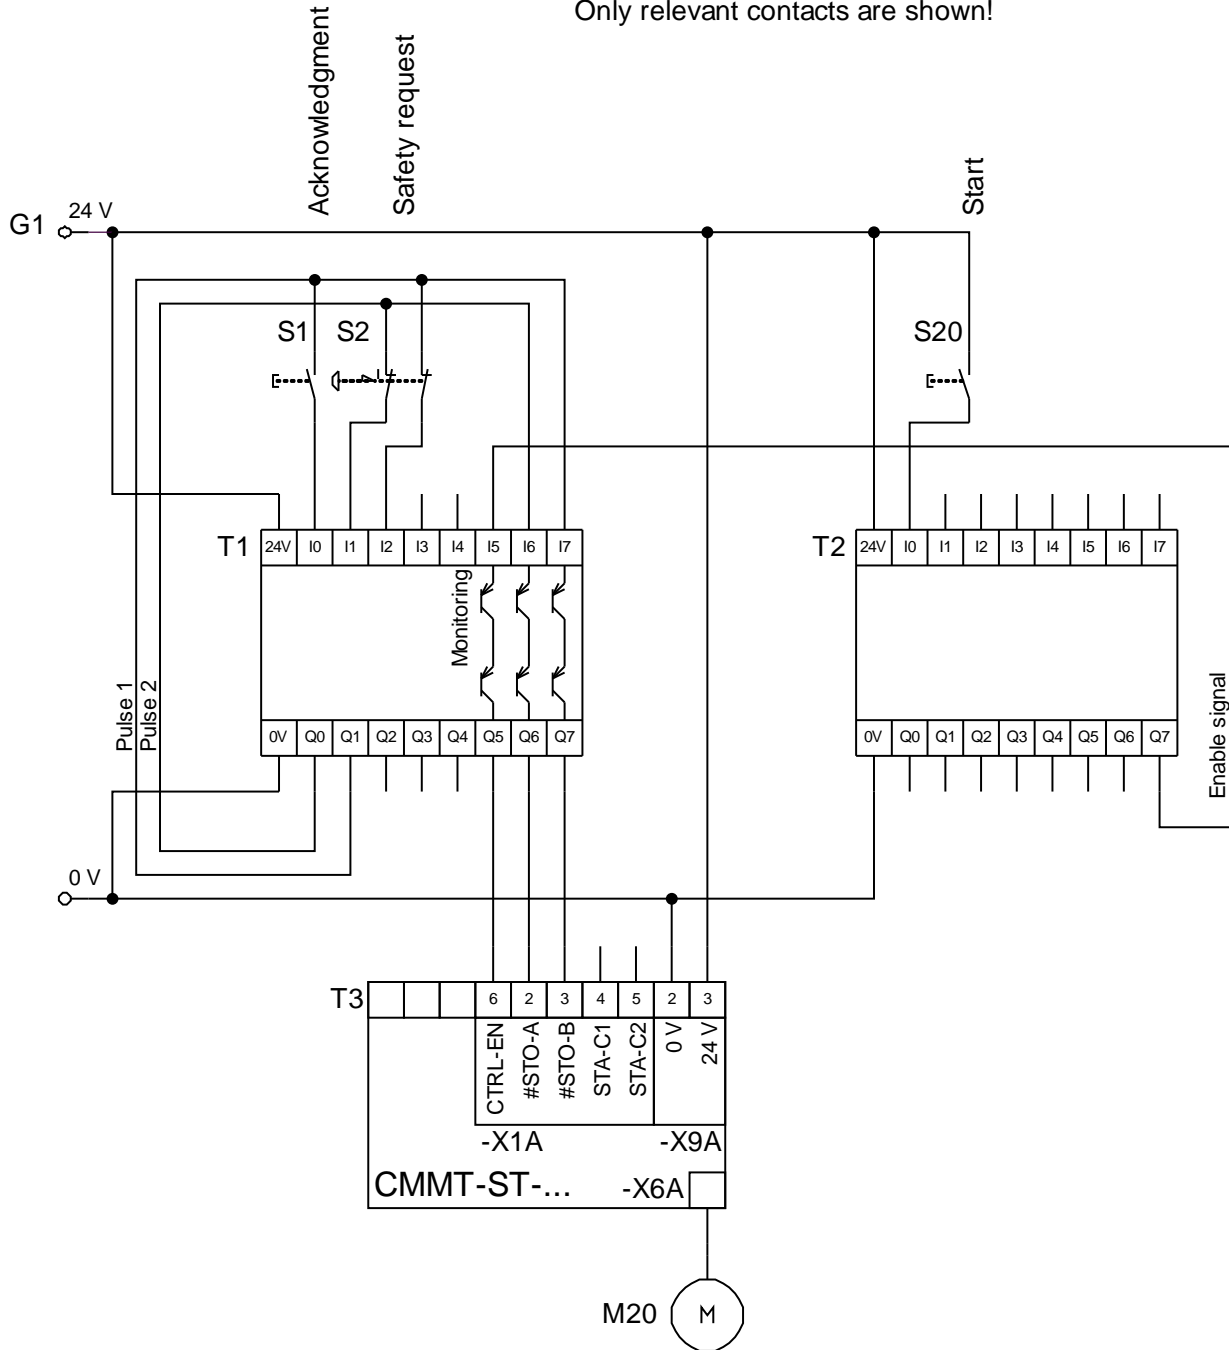 Only relevant contacts are shown!
Acknowledgment
Safety request
Start
G1
24 V
S1
S2
S20
T1
24V
I0
I1
I2
I3
I4
I5
I6
I7
T2
24V
I0
I1
I2
I3
I4
I5
I6
I7
Monitoring
Pulse 1
Pulse 2
Enable signal
0V
Q0
Q1
Q2
Q3
Q4
Q5
Q6
Q7
0V
Q0
Q1
Q2
Q3
Q4
Q5
Q6
Q7
0 V
T3
6
2
3
4
5
2
3
CTRL-EN
#STO-A
#STO-B
STA-C1
STA-C2
0 V
24 V
-X1A
-X9A
CMMT-ST-...
-X6A
M20
M